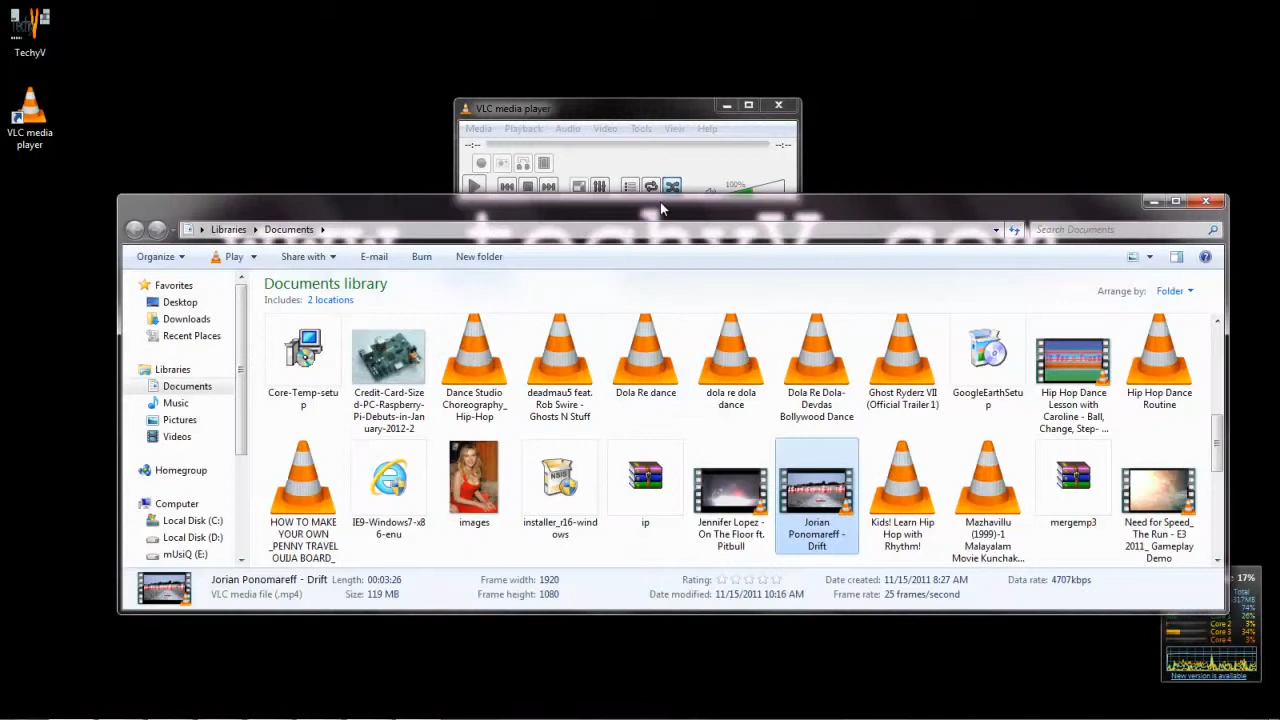 TechyV
VLC media
player
VLC media player
Media Playback Audio Video Tools View Help
--:-- --:--
100%
www.techyV.com
Libraries Documents
Search Documents
Organize Play Share with E-mail Burn New folder
Favorites
Desktop
Downloads
Recent Places
Libraries
Documents
Music
Pictures
Videos
Homegroup
Computer
Local Disk (C:)
Local Disk (D:)
mUsiQ (E:)
Documents library
Includes: 2 locations
Arrange by: Folder
Core-Temp-setu
p
Credit-Card-Size
d-PC-Raspberry-
Pi-Debuts-in-Jan
uary-2012-2
Dance Studio
Choreography_
Hip-Hop
deadmau5 feat.
Rob Swire -
Ghosts N Stuff
Dola Re dance
dola re dola
dance
Dola Re Dola-
Devdas
Bollywood Dance
Ghost Ryderz VII
(Official Trailer 1)
GoogleEarthSetu
p
Hip Hop Dance
Lesson with
Caroline - Ball,
Change, Step- ...
Hip Hop Dance
Routine
HOW TO MAKE
YOUR OWN
_PENNY TRAVEL
OUIJA BOARD_
IE9-Windows7-x8
6-enu
images
installer_r16-wind
ows
ip
Jennifer Lopez -
On The Floor ft.
Pitbull
Jorian
Ponomareff -
Drift
Kids! Learn Hip
Hop with
Rhythm!
Mazhavillu
(1999)-1
Malayalam
Movie Kunchak...
mergemp3
Need for Speed_
The Run - E3
2011_ Gameplay
Demo
Jorian Ponomareff - Drift Length: 00:03:26 Frame width: 1920 Rating: Date created: 11/15/2011 8:27 AM Data rate: 4707kbps
VLC media file (.mp4) Size: 119 MB Frame height: 1080 Date modified: 11/15/2011 10:16 AM Frame rate: 25 frames/second
17%
Total
317MB
74%
26%
Core 2 3%
Core 3 34%
Core 4 3%
New version is available